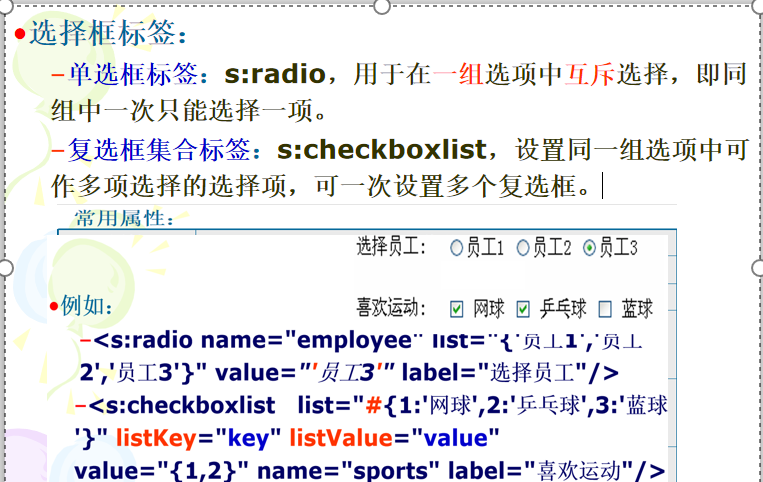 •选择框标签：
–单选框标签：s:radio，用于在一组选项中互斥选择，即同
组中一次只能选择一项。
–复选框集合标签：s:checkboxlist，设置同一组选项中可
作多项选择的选择项，可一次设置多个复选框。
常用属性：
选择员工: 员工1 员工2 员工3
喜欢运动: 网球 乒乓球 蓝球
•例如：
–<s:radio name="employee" list="{'员工1','员工
2','员工3'}" value="'员工3'" label="选择员工"/>
–<s:checkboxlist list="#{1:'网球',2:'乒乓球',3:'蓝球
'}" listKey="key" listValue="value"
value="{1,2}" name="sports" label="喜欢运动"/>